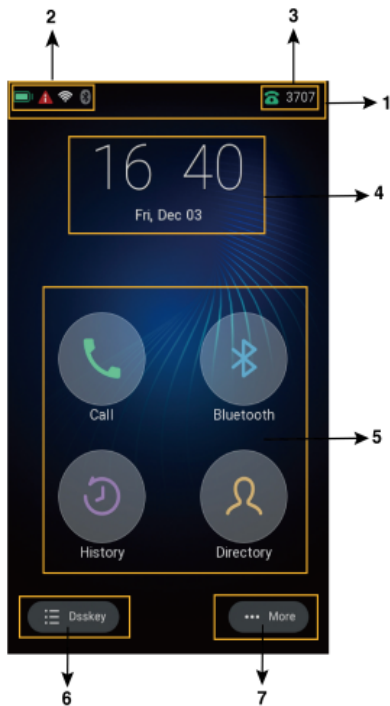 2
3
3707
1
16 40
4
Fri, Dec 03
Call
Bluetooth
5
History
Directory
Dsskey
More
6
7